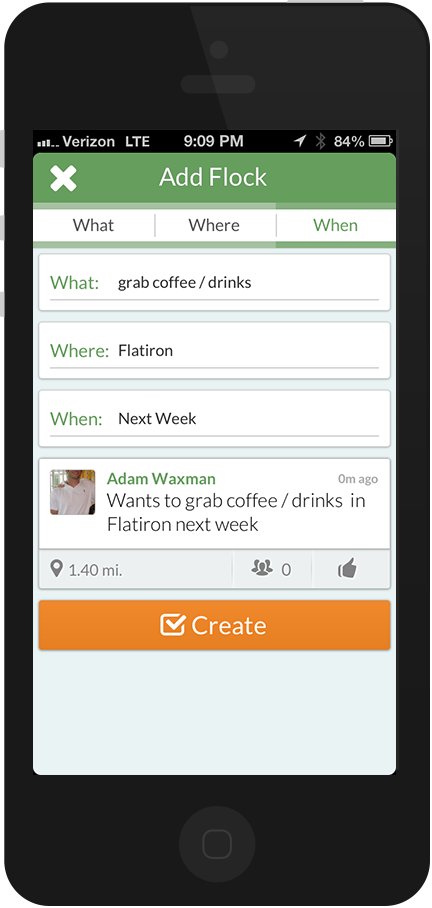 Verizon LTE 9:09 PM 84%
Add Flock
What Where When
What: grab coffee / drinks
Where: Flatiron
When: Next Week
Adam Waxman 0m ago
Wants to grab coffee / drinks in
Flatiron next week
1.40 mi. 0
Create